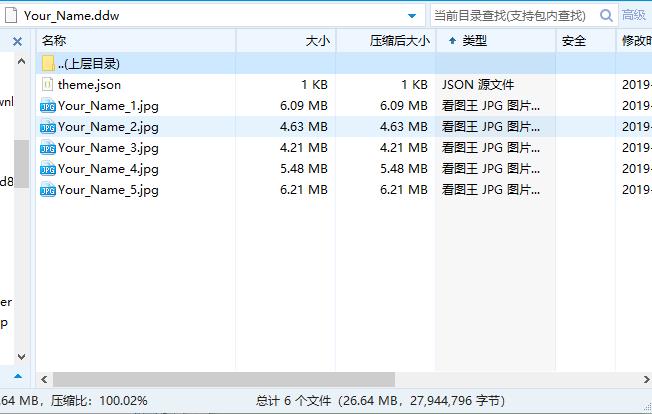 Your_Name.ddw 当前目录查找(支持包内查找) 高级
名称 大小 压缩后大小 类型 安全 修改时
..(上层目录)
theme.json 1 KB 1 KB JSON 源文件 2019-
Your_Name_1.jpg 6.09 MB 6.09 MB 看图王 JPG 图片... 2019-
Your_Name_2.jpg 4.63 MB 4.63 MB 看图王 JPG 图片... 2019-
Your_Name_3.jpg 4.21 MB 4.21 MB 看图王 JPG 图片... 2019-
Your_Name_4.jpg 5.48 MB 5.48 MB 看图王 JPG 图片... 2019-
Your_Name_5.jpg 6.21 MB 6.21 MB 看图王 JPG 图片... 2019-
d8
er
p
.64 MB，压缩比：100.02% 总计 6 个文件（26.64 MB，27,944,796 字节）